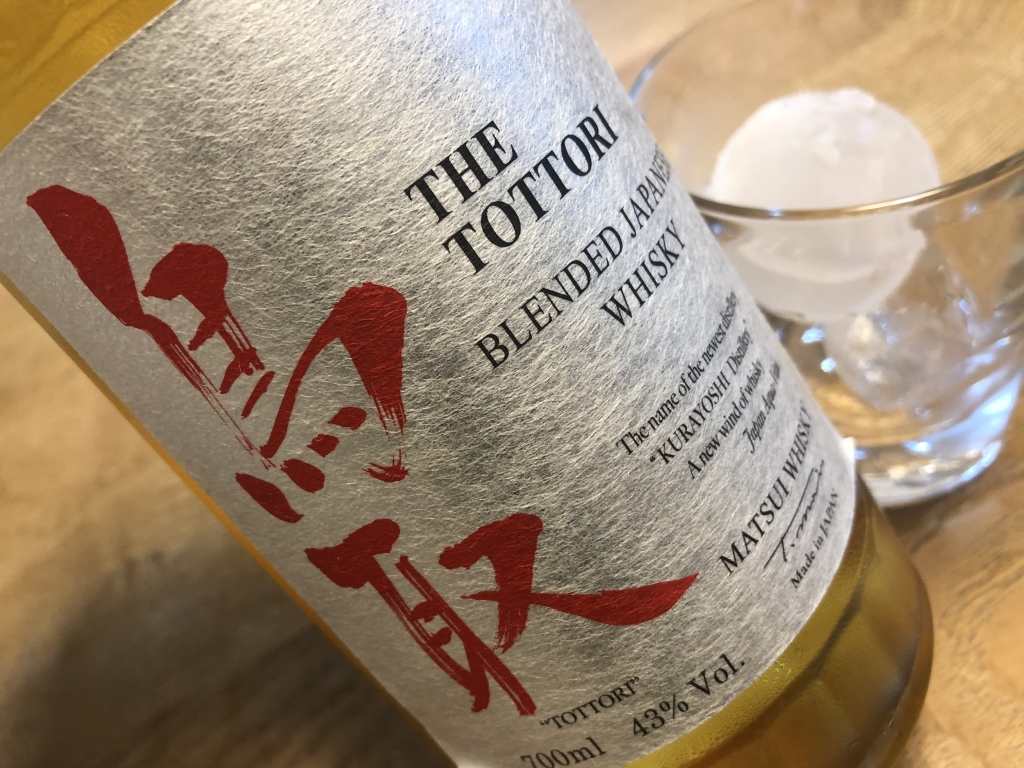 鳥取
THE
TOTTORI
BLENDED JAPANESE
WHISKY
The name of the newest distillery
"KURAYOSHI Distillery"
A new wind of whisky
MATSUI WHISKY
Made in JAPAN
"TOTTORI"
700ml 43% Vol.